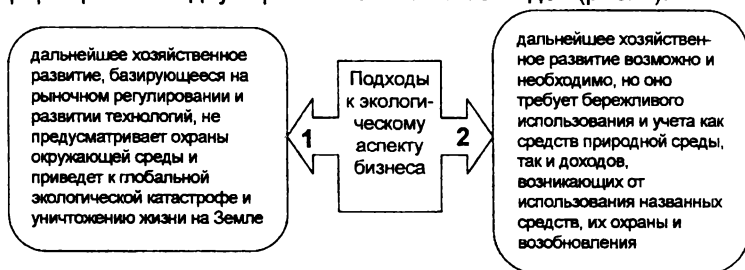 дальнейшее хозяйственное
развитие, базирующееся на
рыночном регулировании и
развитии технологий, не
предусматривает охраны
окружающей среды и
приведет к глобальной
экологической катастрофе и
уничтожению жизни на Земле
1
Подходы
к экологи-
ческому
аспекту
бизнеса
2
дальнейшее хозяйствен-
ное развитие возможно и
необходимо, но оно
требует бережливого
использования и учета как
средств природной среды,
так и доходов,
возникающих от
использования названных
средств, их охраны и
возобновления